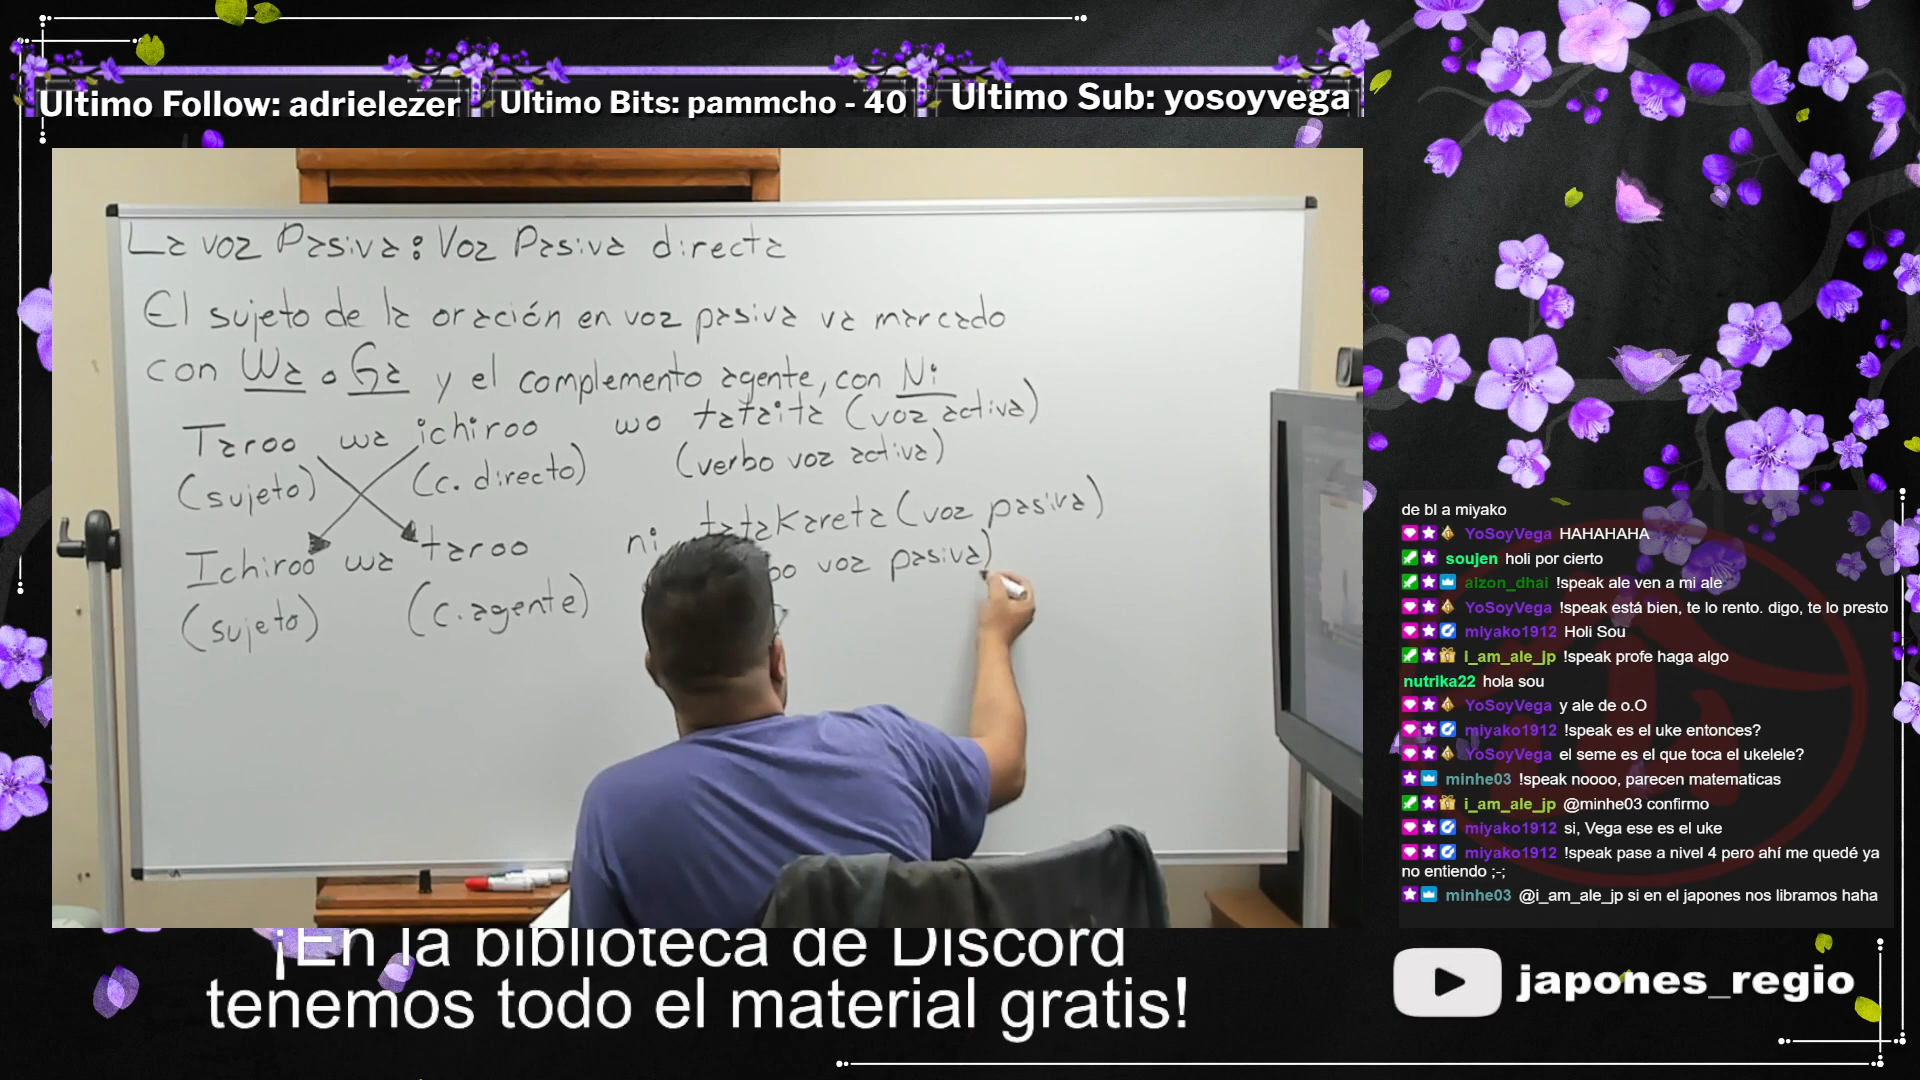 Ultimo Follow: adrielezer
Ultimo Bits: pammcho - 40
Ultimo Sub: yosoyvega
La voz Pasiva: Voz Pasiva directa
El sujeto de la oración en voz pasiva va marcado
con Wa o Ga y el complemento agente, con Ni
Taroo wa ichiroo wo tataita (voz activa)
(sujeto) (c. directo) (verbo voz activa)
Ichiroo wa taroo ni tatakareta (voz pasiva)
(sujeto) (c. agente) voz pasiva)
de bl a miyako
YoSoyVega HAHAHAHA
soujen holi por cierto
alzon_dhai !speak ale ven a mi ale
YoSoyVega !speak está bien, te lo rento. digo, te lo presto
miyako1912 Holi Sou
i_am_ale_jp !speak profe haga algo
nutrika22 hola sou
YoSoyVega y ale de o.O
miyako1912 !speak es el uke entonces?
YoSoyVega el seme es el que toca el ukelele?
minhe03 !speak noooo, parecen matematicas
i_am_ale_jp @minhe03 confirmo
miyako1912 si, Vega ese es el uke
miyako1912 !speak pase a nivel 4 pero ahí me quedé ya
no entiendo ;-;
minhe03 @i_am_ale_jp si en el japones nos libramos haha
¡En la biblioteca de Discord
tenemos todo el material gratis!
japones_regio